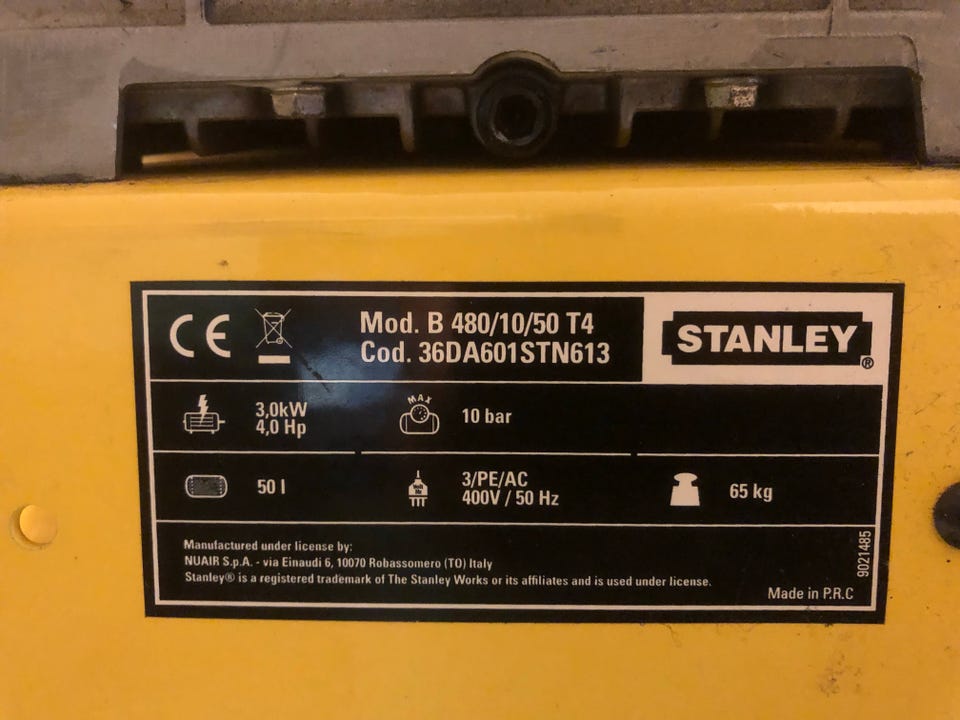 CE
Mod. B 480/10/50 T4
Cod. 36DA601STN613
STANLEY®
3,0kW
4,0 Hp
MAX
10 bar
50 l
3/PE/AC
400V / 50 Hz
65 kg
Manufactured under license by:
NUAIR S.p.A. - via Einaudi 6, 10070 Robassomero (TO) Italy
Stanley® is a registered trademark of The Stanley Works or its affiliates and is used under license.
Made in P.R.C
9021485